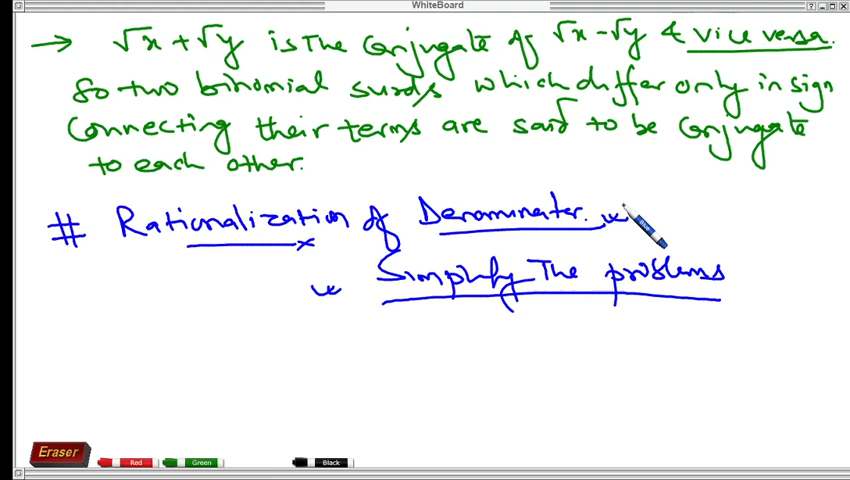 WhiteBoard
→ √x + √y is the Conjugate of √x - √y & vice versa.
So two binomial surds which differ only in sign
Connecting their terms are said to be Conjugate
to each other.
# Rationalization of Denominator.
Simplify The problems
Eraser
Red Green Black
Blue